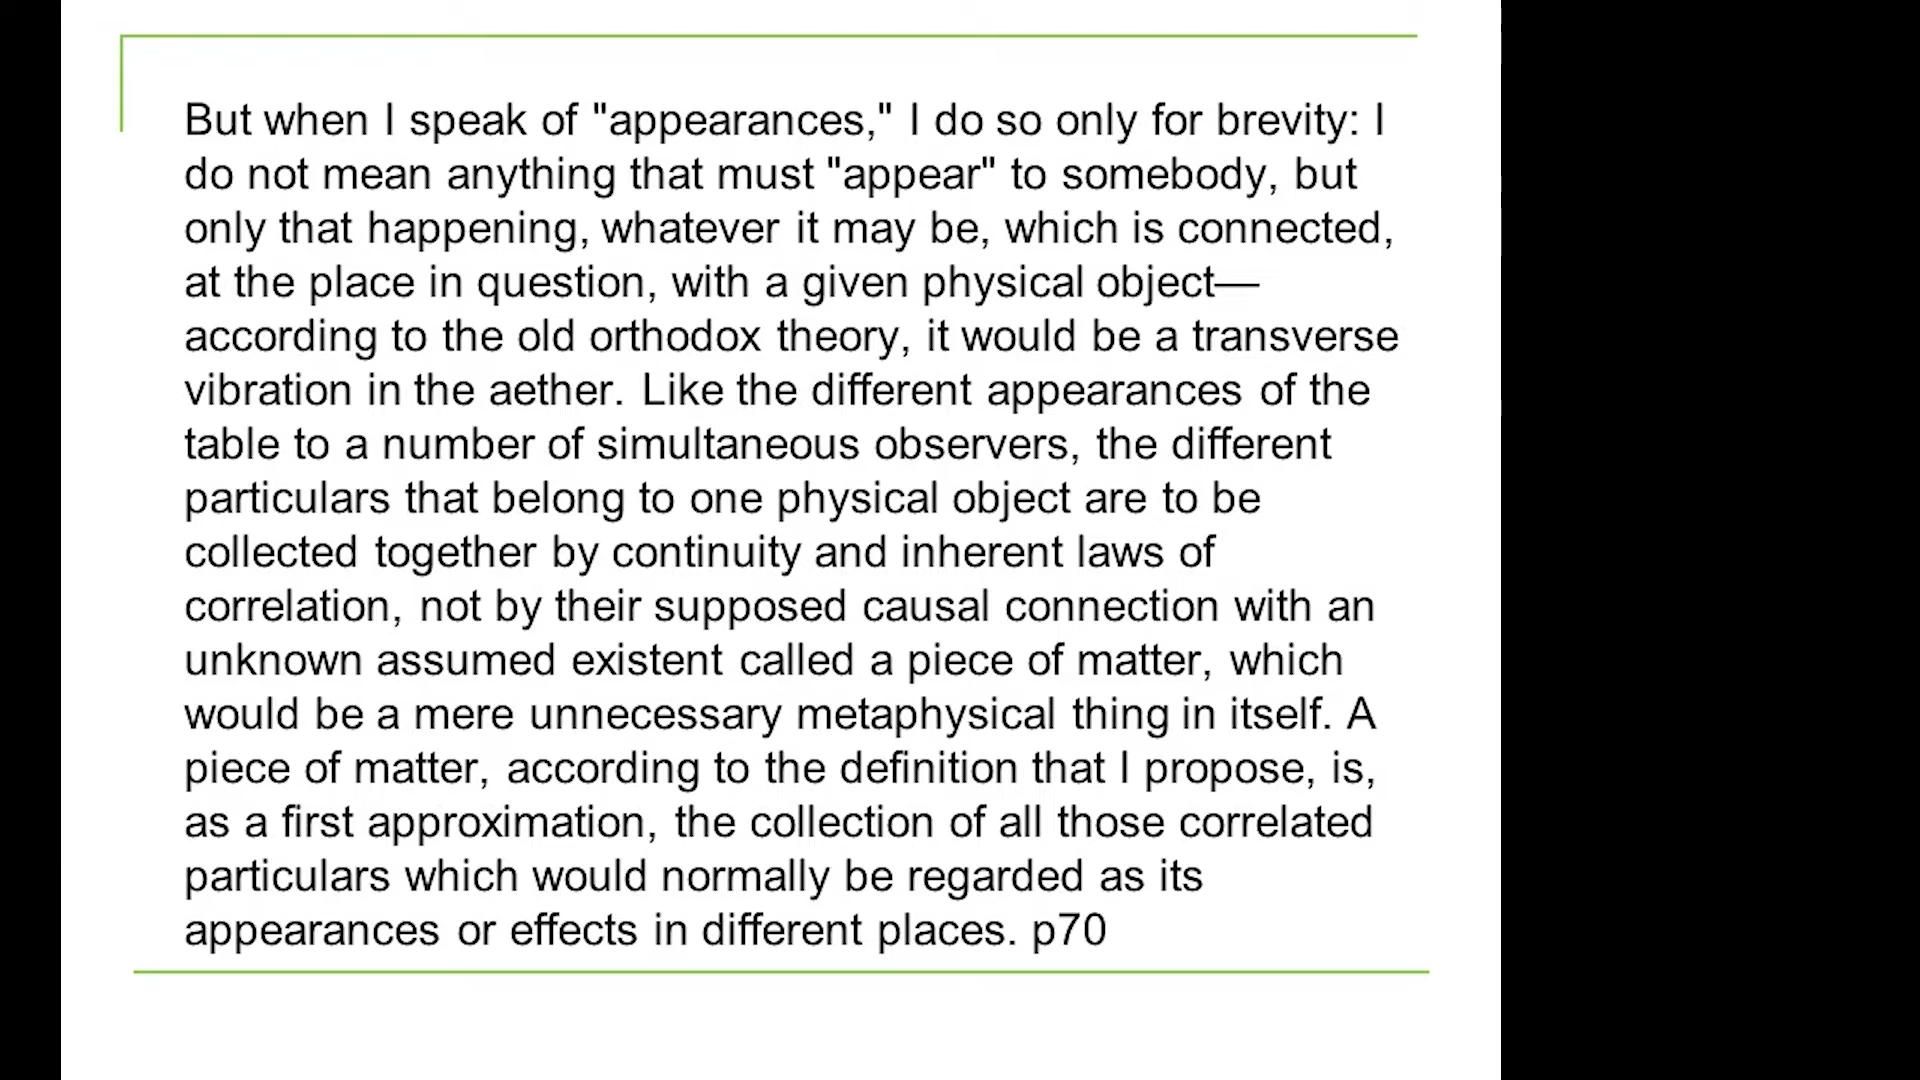 But when I speak of "appearances," I do so only for brevity: I
do not mean anything that must "appear" to somebody, but
only that happening, whatever it may be, which is connected,
at the place in question, with a given physical object—
according to the old orthodox theory, it would be a transverse
vibration in the aether. Like the different appearances of the
table to a number of simultaneous observers, the different
particulars that belong to one physical object are to be
collected together by continuity and inherent laws of
correlation, not by their supposed causal connection with an
unknown assumed existent called a piece of matter, which
would be a mere unnecessary metaphysical thing in itself. A
piece of matter, according to the definition that I propose, is,
as a first approximation, the collection of all those correlated
particulars which would normally be regarded as its
appearances or effects in different places. p70